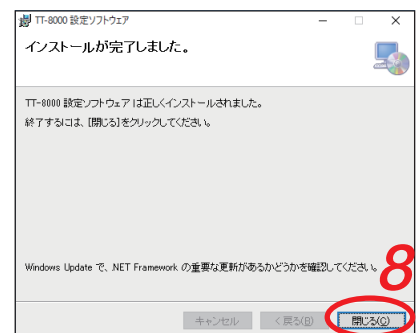 TT-8000 設定ソフトウェア
インストールが完了しました。
TT-8000 設定ソフトウェア は正しくインストールされました。
終了するには、[閉じる]をクリックしてください。
Windows Update で、.NET Framework の重要な更新があるかどうかを確認してください。
8
キャンセル
< 戻る(B)
閉じる(C)